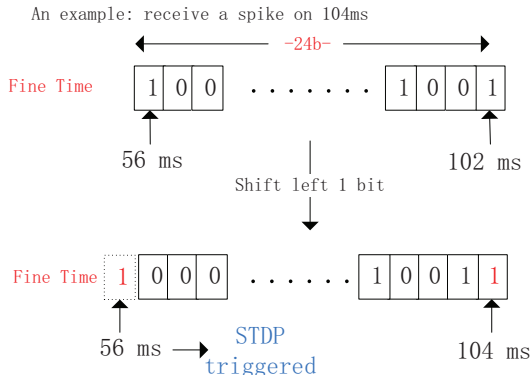 An example: receive a spike on 104ms
-24b-
Fine Time 1 0 0 ....... 1 0 0 1
56 ms 102 ms
Shift left 1 bit
Fine Time 1 0 0 0 ...... 1 0 0 1 1
56 ms STDP 104 ms
triggered